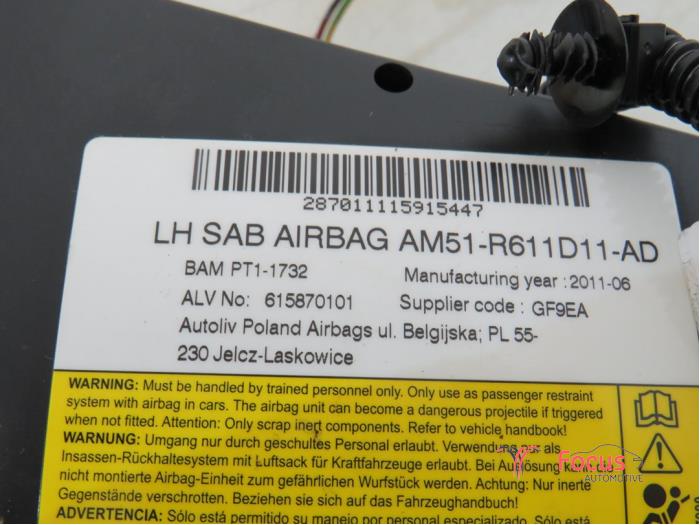 287011115915447
LH SAB AIRBAG AM51-R611D11-AD
BAM PT1-1732 Manufacturing year : 2011-06
ALV No: 615870101 Supplier code : GF9EA
Autoliv Poland Airbags ul. Belgijska; PL 55-
230 Jelcz-Laskowice
WARNING: Must be handled by trained personnel only. Only use as passenger restraint
system with airbag in cars. The airbag unit can become a dangerous projectile if triggered
when not fitted. Attention: Only scrap inert components. Refer to vehicle handbook!
WARNUNG: Umgang nur durch geschultes Personal erlaubt. Verwendung nur als
Insassen-Rückhaltesystem mit Luftsack für Kraftfahrzeuge erlaubt. Bei Auslösung kann
nicht montierte Airbag-Einheit zum gefährlichen Wurfstück werden. Achtung: Nur inerte
Gegenstände verschrotten. Beziehen sie sich auf das Fahrzeughandbuch!
ADVERTENCIA: Sólo está permitido su manejo por personal
Focus
AUTOMOTIVE